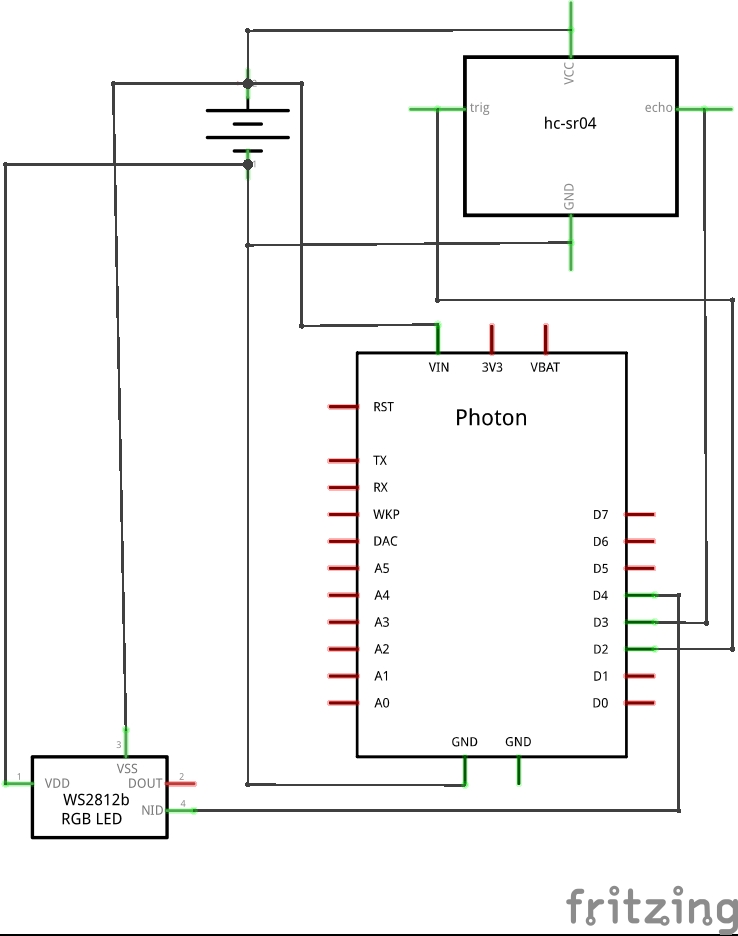 2
VCC
trig
echo
hc-sr04
1
GND
VIN
3V3
VBAT
RST
Photon
TX
RX
WKP
D7
DAC
D6
A5
D5
A4
D4
A3
D3
A2
D2
A1
D1
A0
D0
GND
GND
3
VSS
1
VDD
DOUT
2
WS2812b
RGB LED
NID
4
fritzing